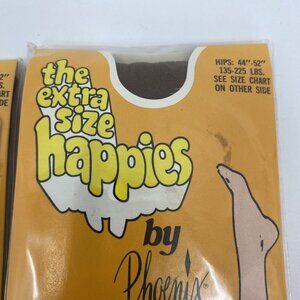 HIPS: 44"-52"
135-225 LBS.
SEE SIZE CHART
ON OTHER SIDE
the
extra
size
happies
by
Phoenix®